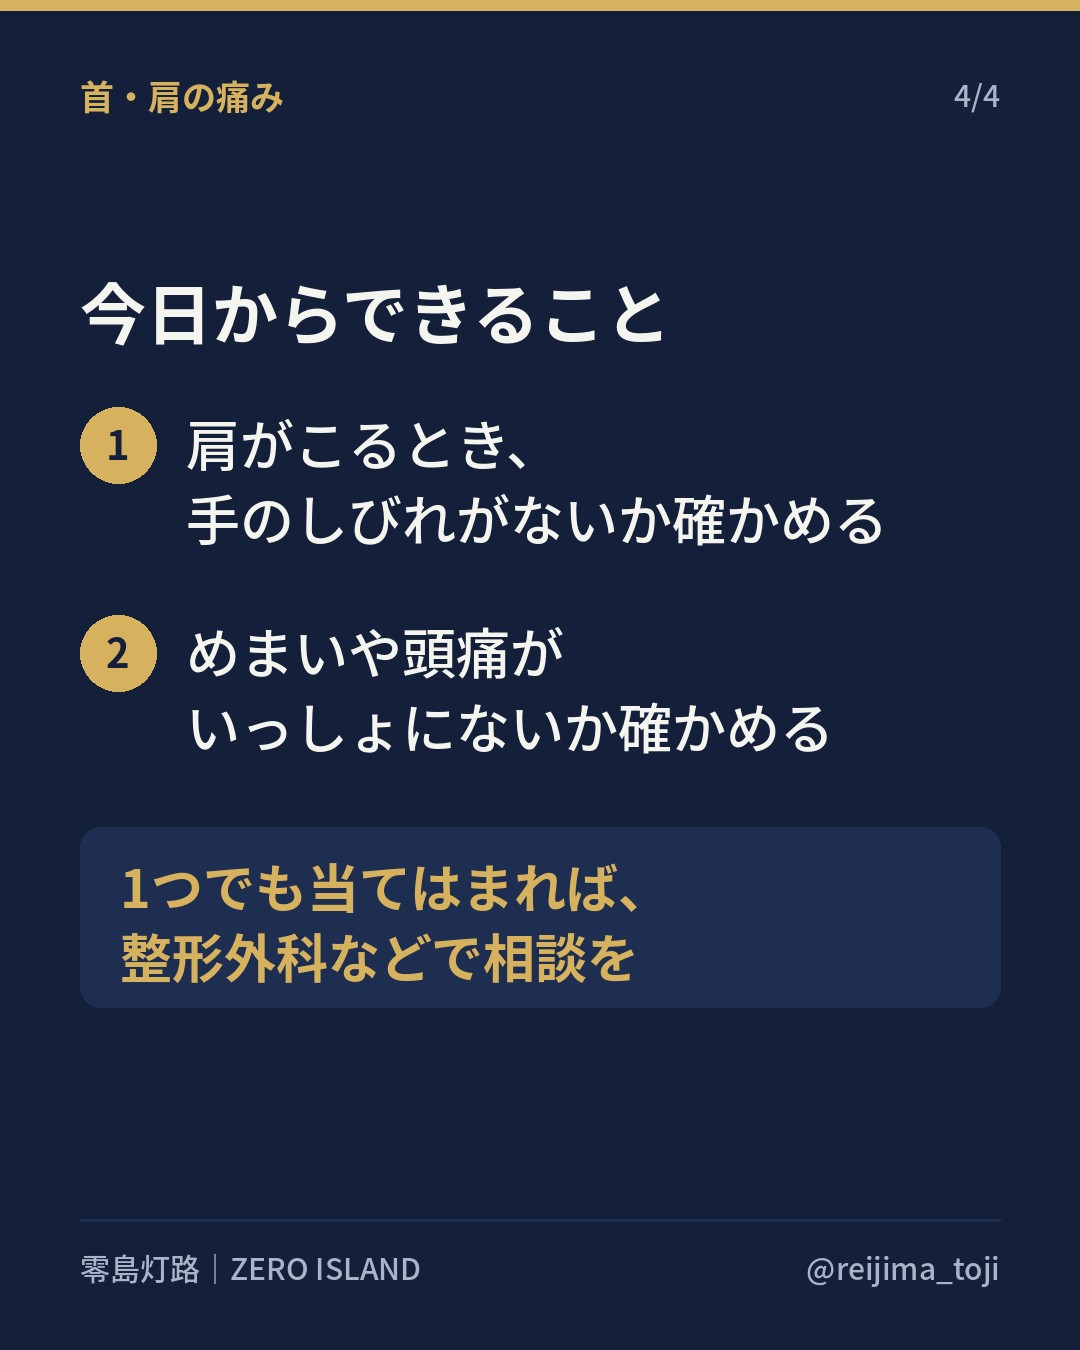 首・肩の痛み
4/4
今日からできること
1 肩がこるとき、
手のしびれがないか確かめる
2 めまいや頭痛が
いっしょにないか確かめる
1つでも当てはまれば、
整形外科などで相談を
零島灯路｜ZERO ISLAND
@reijima_toji